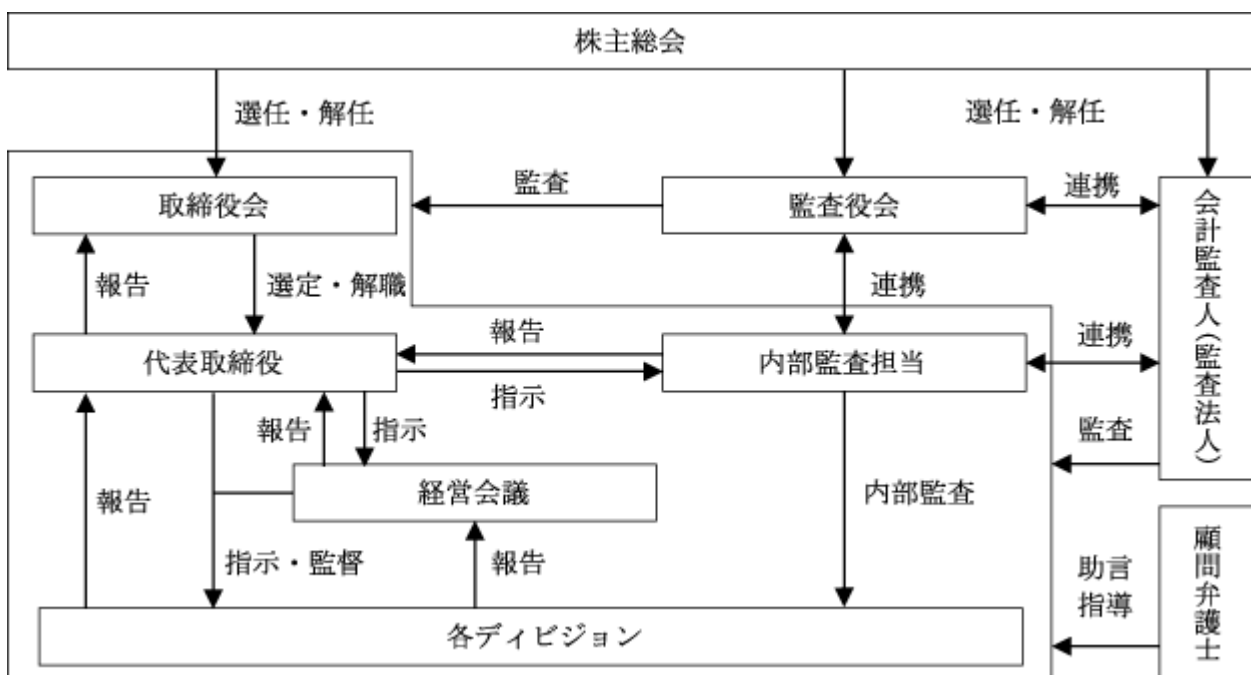 株主総会
選任・解任
選任・解任
取締役会
監査
監査役会
連携
会計監査人(監査法人)
報告
選定・解職
連携
代表取締役
報告
指示
内部監査担当
連携
報告
指示
監査
経営会議
報告
内部監査
指示・監督
報告
助言
指導
顧問弁護士
各ディビジョン